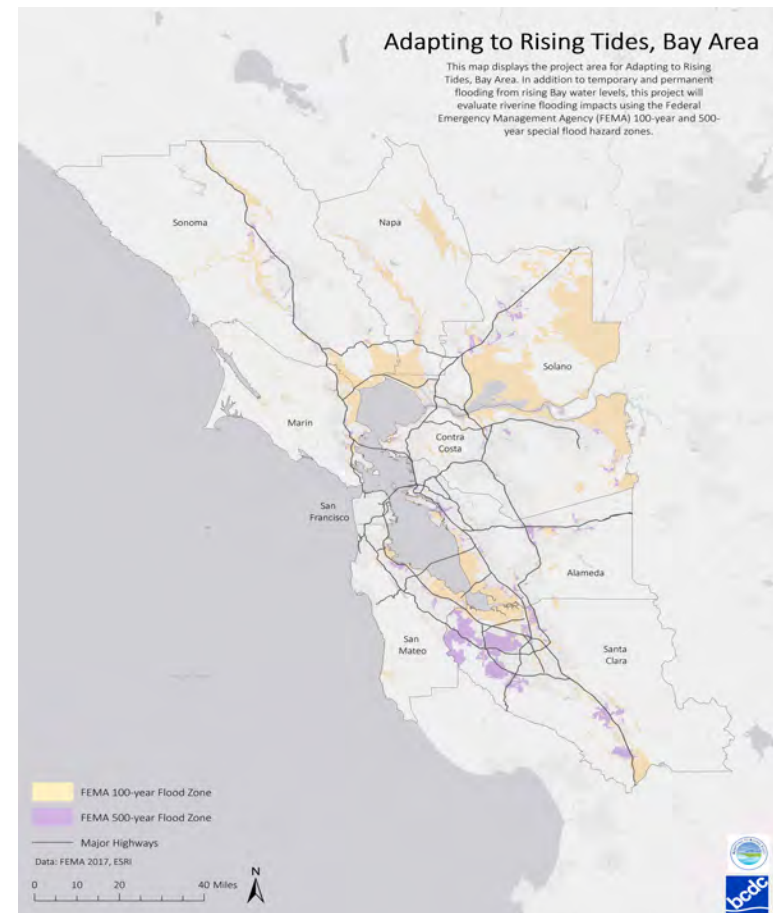 Adapting to Rising Tides, Bay Area
This map displays the project area for Adapting to Rising
Tides, Bay Area. In addition to temporary and permanent
flooding from rising Bay water levels, this project will
evaluate riverine flooding impacts using the Federal
Emergency Management Agency (FEMA) 100-year and 500-
year special flood hazard zones.
Sonoma
Napa
Solano
Marin
Contra
Costa
San
Francisco
Alameda
San
Mateo
Santa
Clara
FEMA 100-year Flood Zone
FEMA 500-year Flood Zone
Major Highways
Data: FEMA 2017, ESRI
0 10 20 40 Miles
N
bcdc